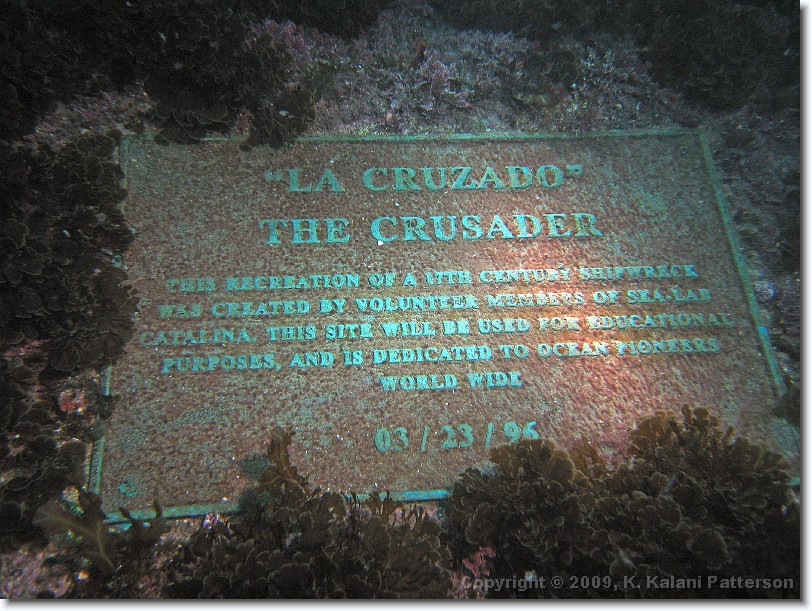 "LA CRUZADO"
THE CRUSADER
THIS RECREATION OF A 17TH CENTURY SHIPWRECK
WAS CREATED BY VOLUNTEER MEMBERS OF SEA-LAB
CATALINA. THIS SITE WILL BE USED FOR EDUCATIONAL
PURPOSES, AND IS DEDICATED TO OCEAN PIONEERS
WORLD WIDE
03 / 23 / 96
Copyright © 2009, K. Kalani Patterson